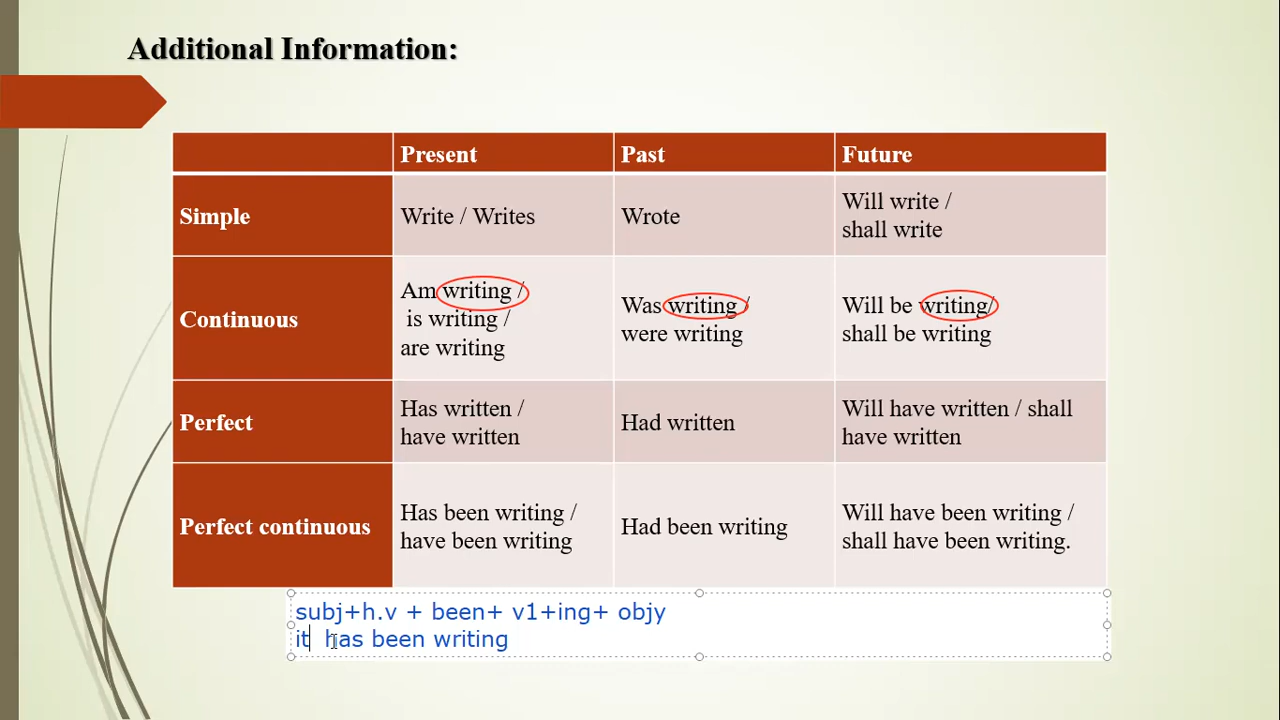 Additional Information:
Present
Past
Future
Simple
Write / Writes
Wrote
Will write /
shall write
Continuous
Am writing /
is writing /
are writing
Was writing /
were writing
Will be writing/
shall be writing
Perfect
Has written /
have written
Had written
Will have written / shall
have written
Perfect continuous
Has been writing /
have been writing
Had been writing
Will have been writing /
shall have been writing.
subj+h.v + been+ v1+ing+ objy
it has been writing